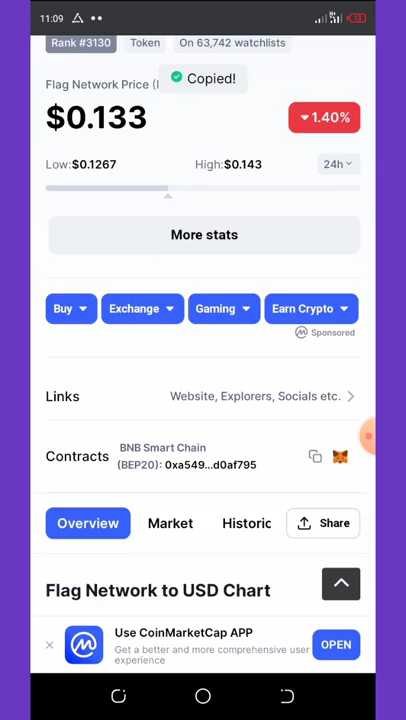 11:09
Rank #3130 Token On 63,742 watchlists
Copied!
Flag Network Price (
$0.133 1.40%
Low:$0.1267 High:$0.143 24h
More stats
Buy Exchange Gaming Earn Crypto
Sponsored
Links Website, Explorers, Socials etc.
Contracts BNB Smart Chain
(BEP20): 0xa549...d0af795
Overview Market Historic Share
Flag Network to USD Chart
Use CoinMarketCap APP
Get a better and more comprehensive user
experience
OPEN